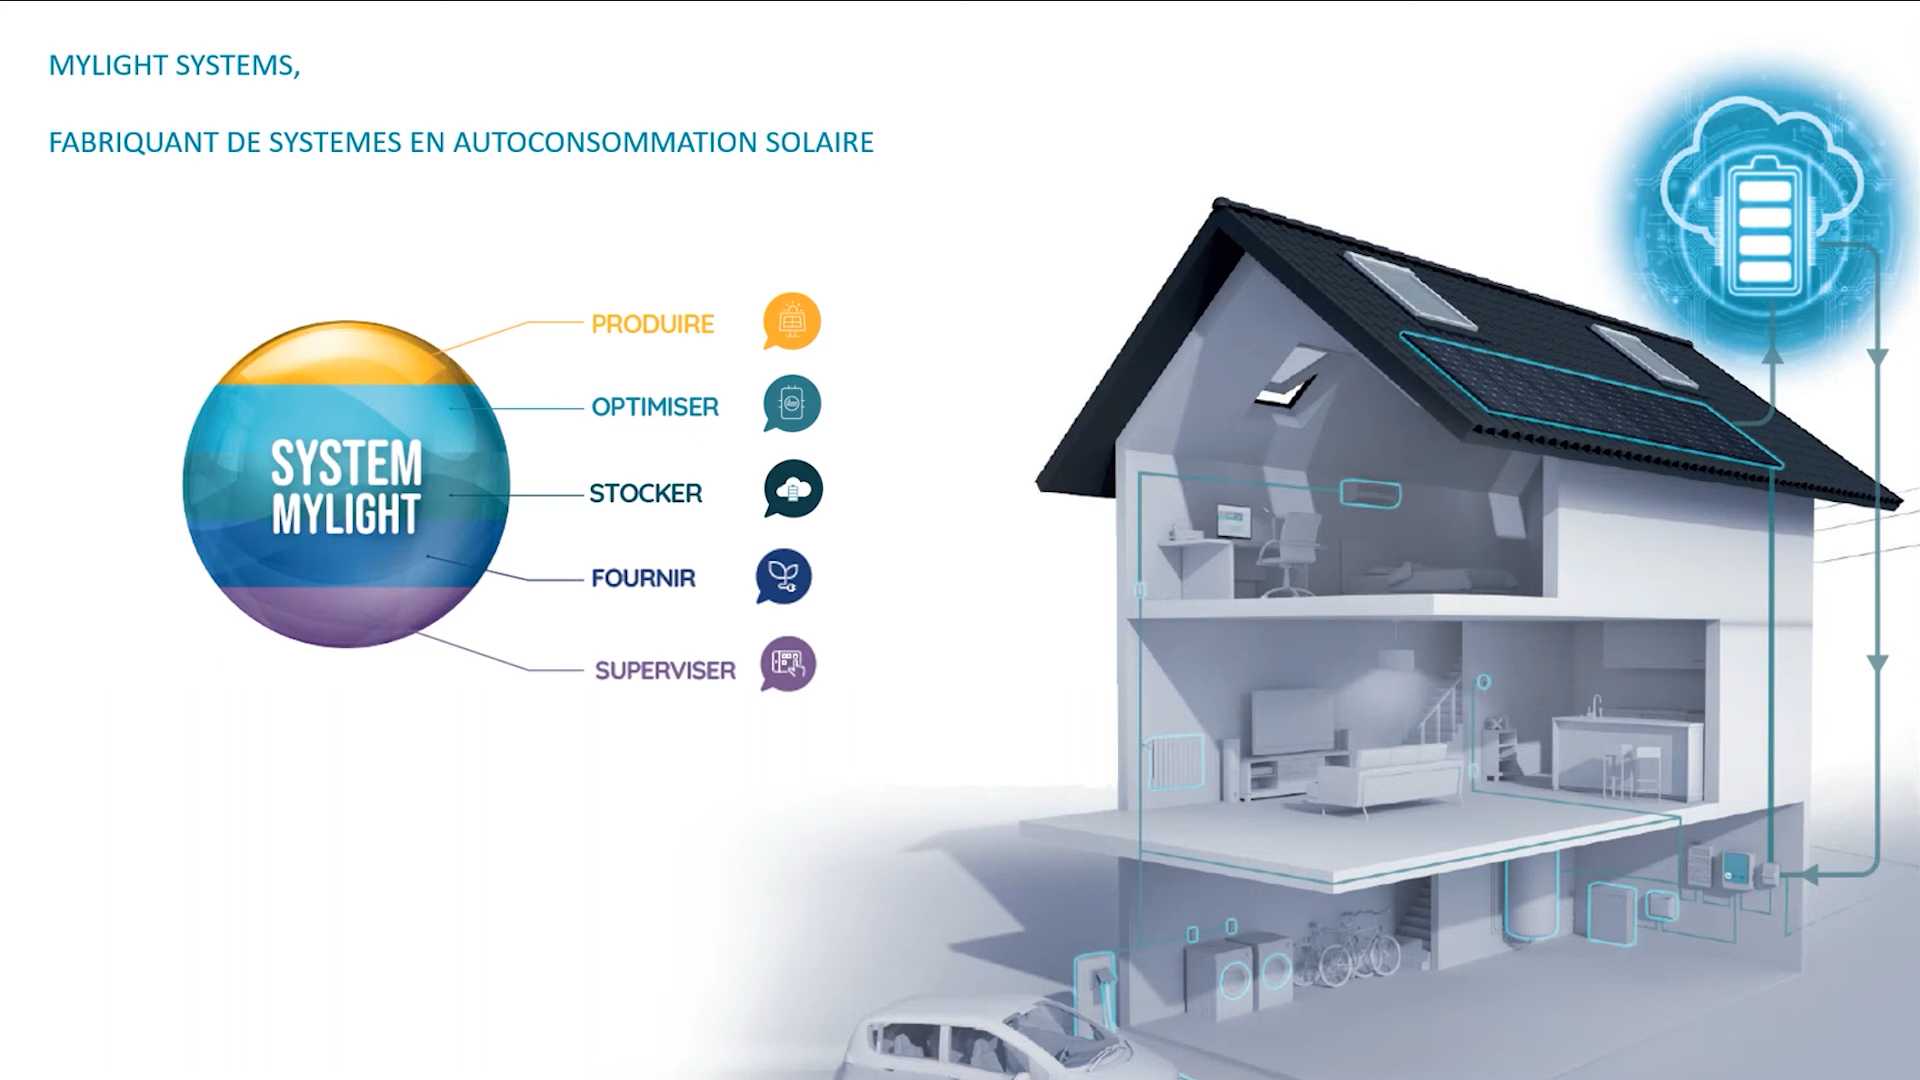 MYLIGHT SYSTEMS,
FABRIQUANT DE SYSTEMES EN AUTOCONSOMMATION SOLAIRE
SYSTEM
MYLIGHT
PRODUIRE
OPTIMISER
STOCKER
FOURNIR
SUPERVISER